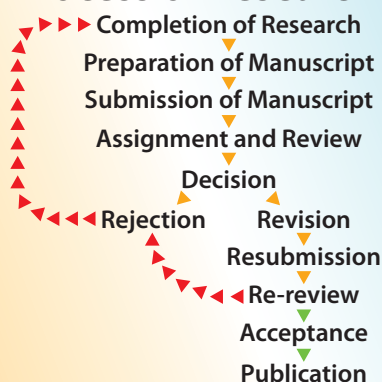 Completion of Research
Preparation of Manuscript
Submission of Manuscript
Assignment and Review
Decision
Rejection Revision
Resubmission
Re-review
Acceptance
Publication